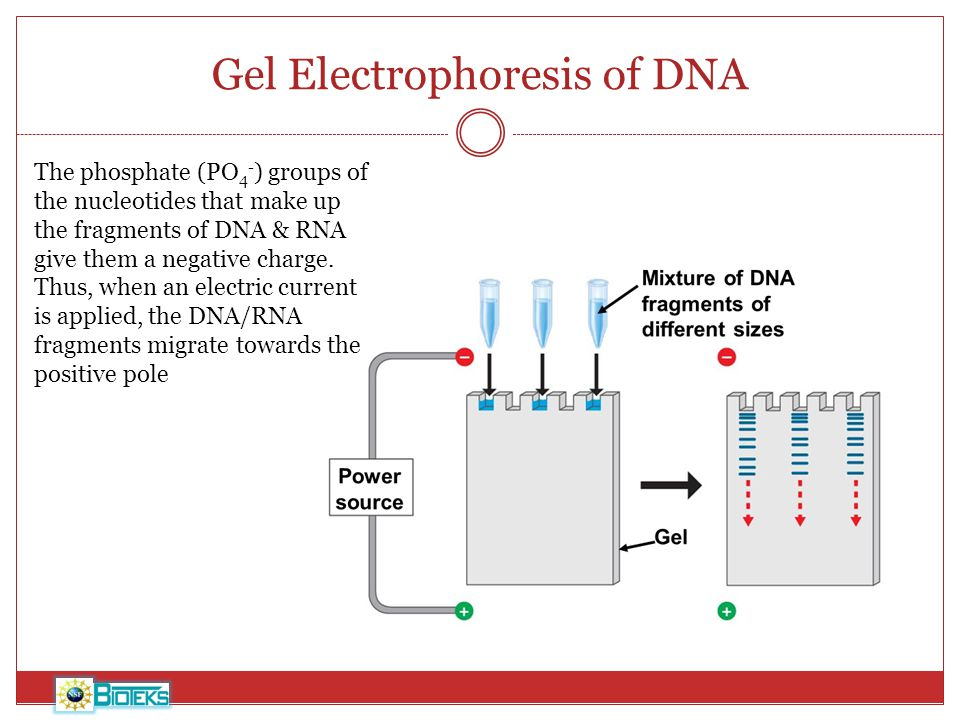 Gel Electrophoresis of DNA
The phosphate (PO₄⁻) groups of
the nucleotides that make up
the fragments of DNA & RNA
give them a negative charge.
Thus, when an electric current
is applied, the DNA/RNA
fragments migrate towards the
positive pole
Mixture of DNA
fragments of
different sizes
−
−
Power
source
Gel
+
+
NSF BIOTEKS